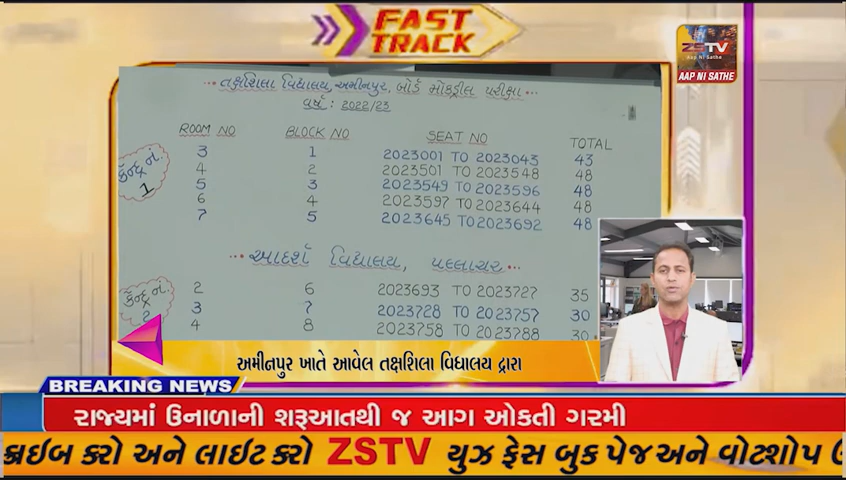 FAST
TRACK
ZSTV
Aap Ni Sathe
AAP NI SATHE
તક્ષશિલા વિદ્યાલય, અમીનપુર, બોર્ડ મોકડ્રીલ પરીક્ષા
વર્ષ : 2022/23
ROOM NO BLOCK NO SEAT NO TOTAL
કેન્દ્ર નં.
1
3 1 2023001 TO 2023043 43
4 2 2023501 TO 2023548 48
5 3 2023549 TO 2023596 48
6 4 2023597 TO 2023644 48
7 5 2023645 TO 2023692 48
આદર્શ વિદ્યાલય, પલ્લાચર
કેન્દ્ર નં.
2
2 6 2023693 TO 2023727 35
3 7 2023728 TO 2023757 30
4 8 2023758 TO 2023788 30
અમીનપુર ખાતે આવેલ તક્ષશિલા વિદ્યાલય દ્વારા
BREAKING NEWS
રાજ્યમાં ઉનાળાની શરૂઆતથી જ આગ ઓકતી ગરમી
ક્રાઇબ કરો અને લાઇટ કરો ZSTV યુઝ ફેસ બુક પેજ અને વોટશોપ